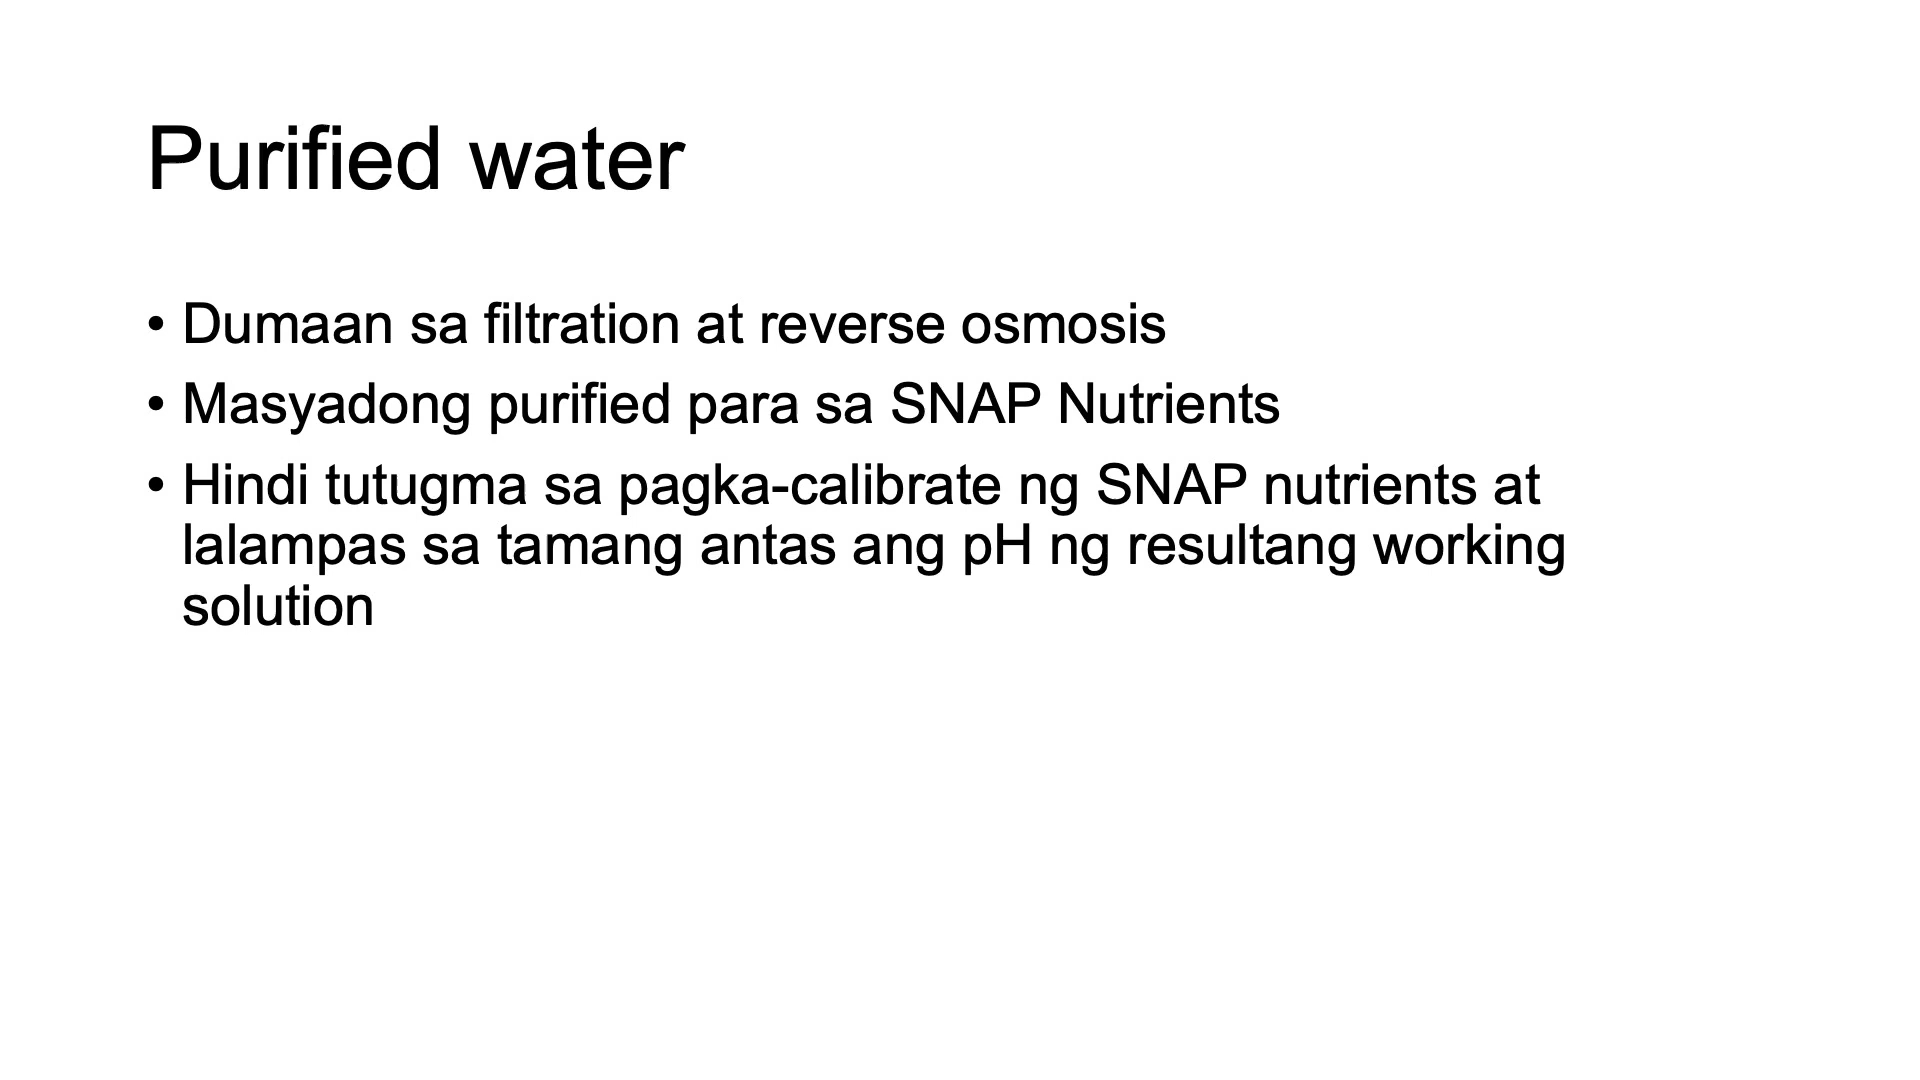 Purified water
• Dumaan sa filtration at reverse osmosis
• Masyadong purified para sa SNAP Nutrients
• Hindi tutugma sa pagka-calibrate ng SNAP nutrients at
lalampas sa tamang antas ang pH ng resultang working
solution